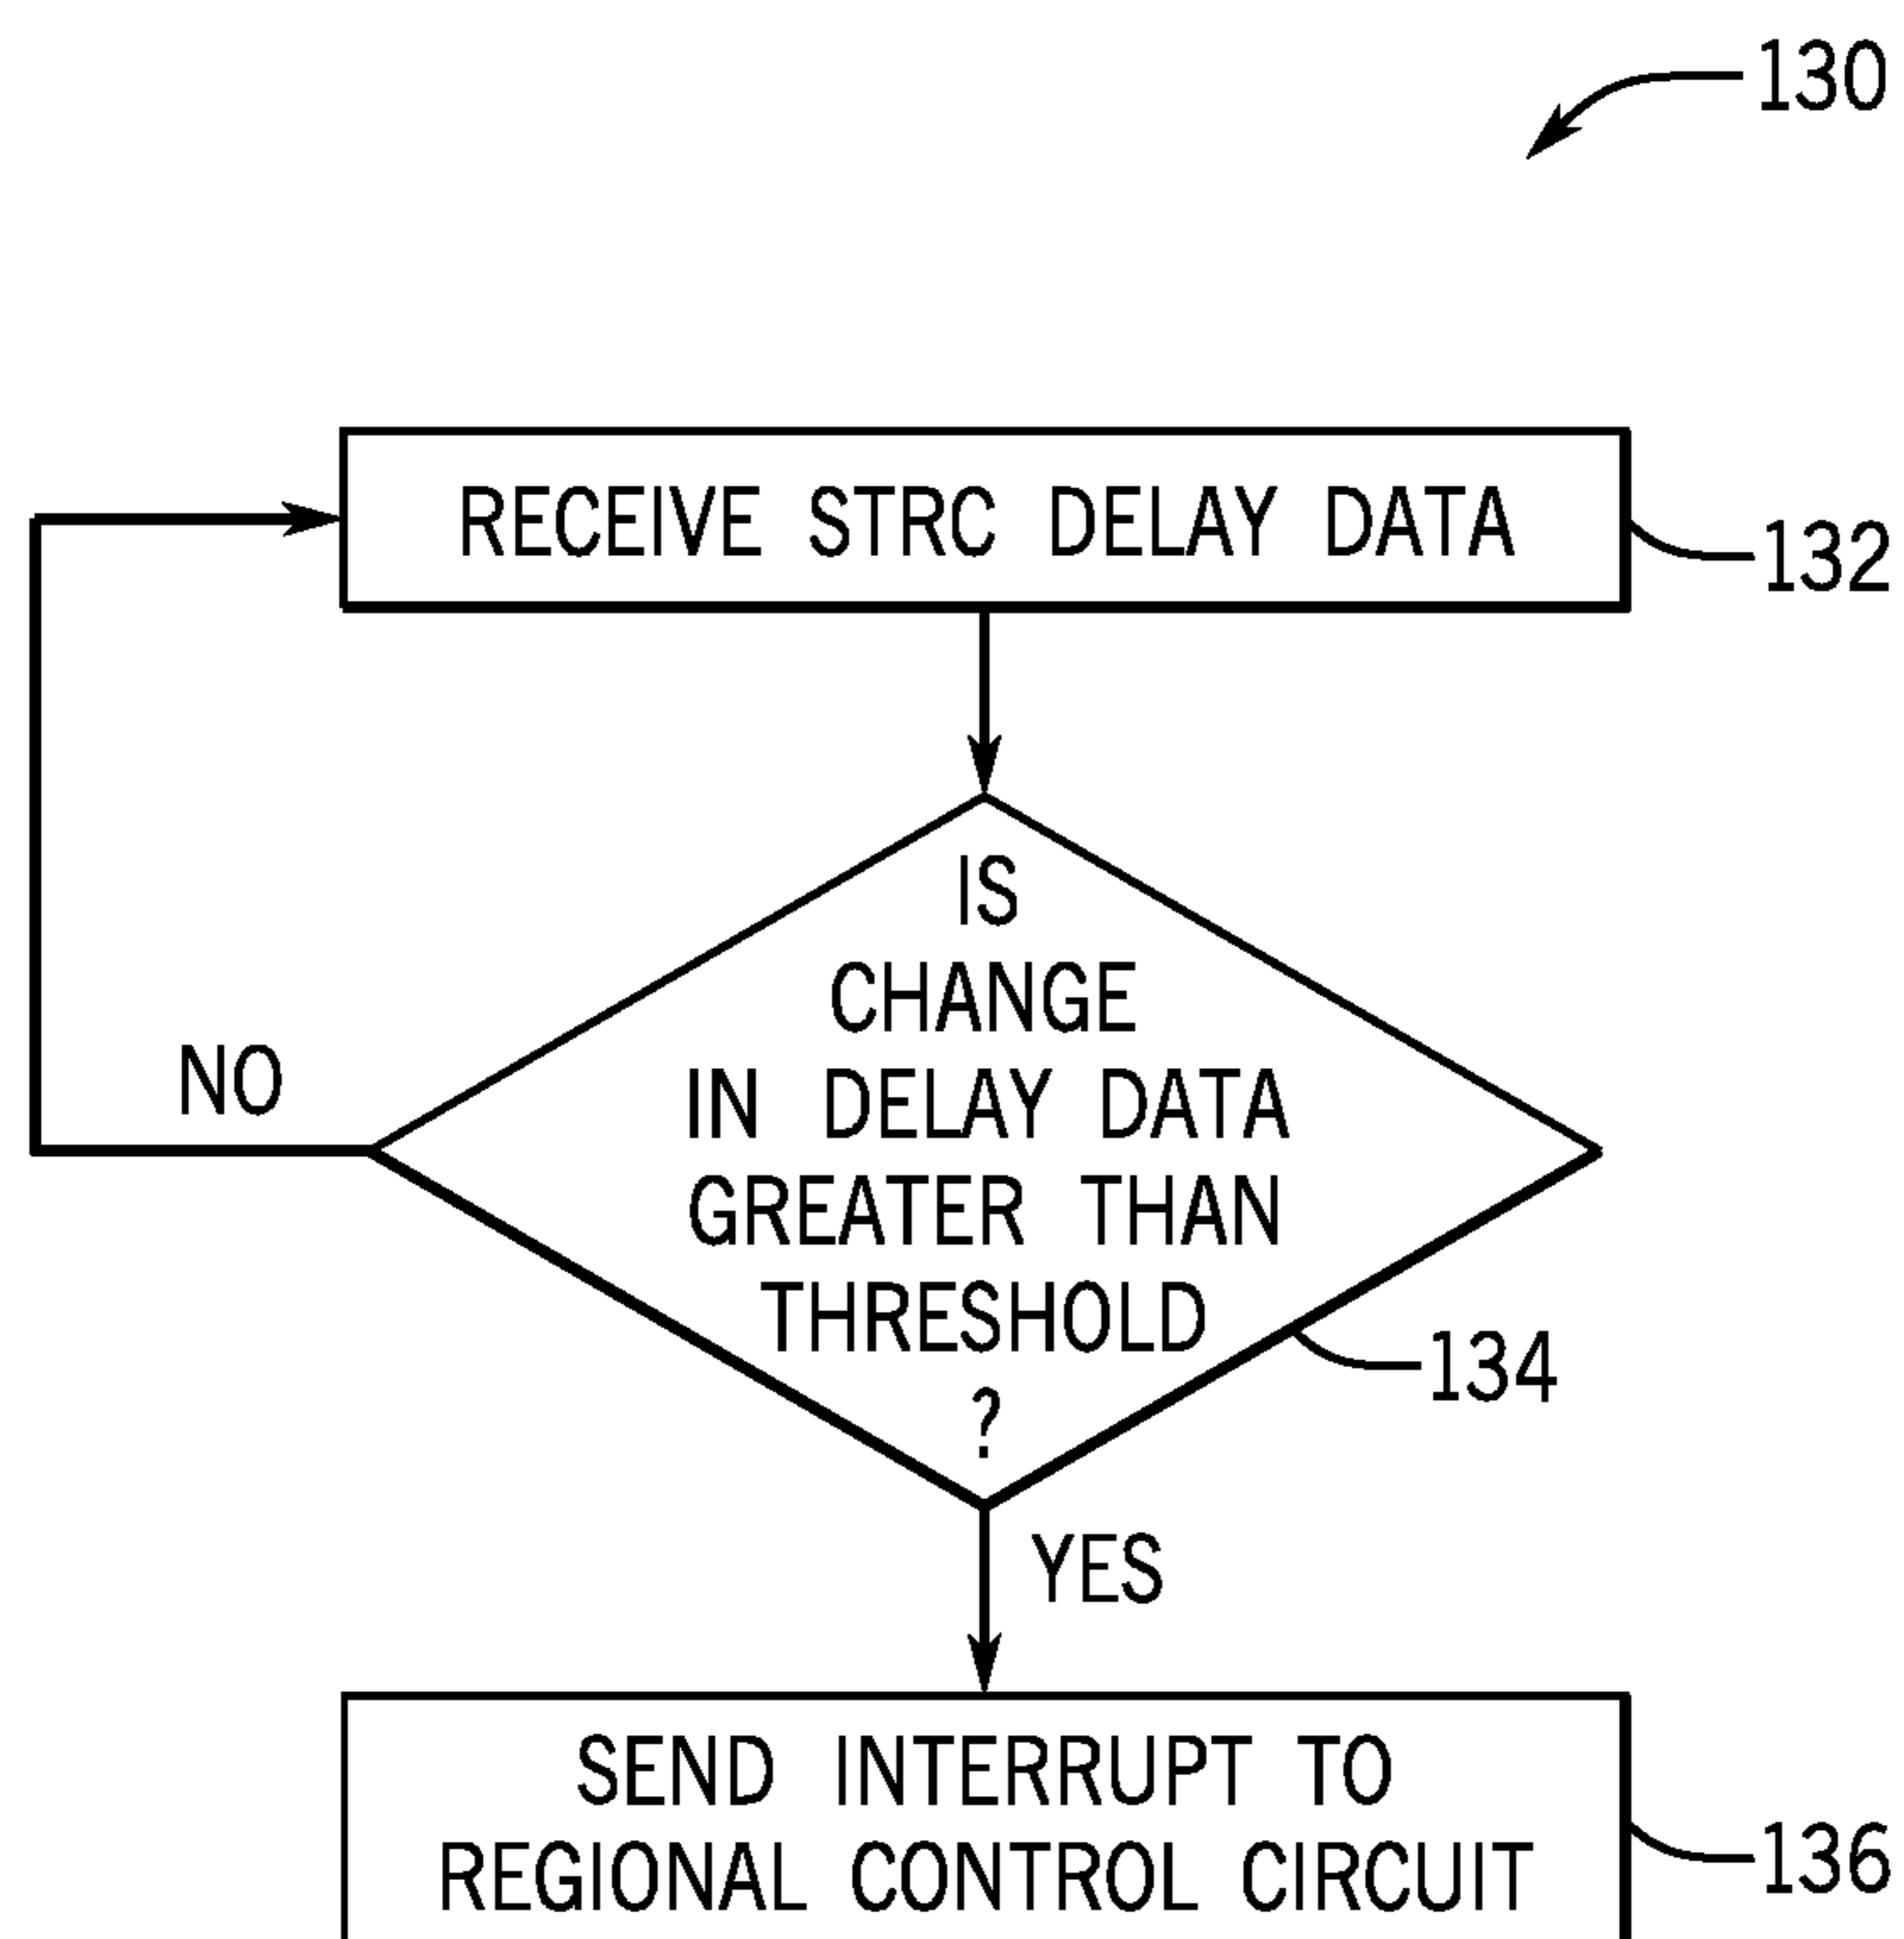 130
RECEIVE STRC DELAY DATA
132
IS
CHANGE
IN DELAY DATA
GREATER THAN
THRESHOLD
?
NO
134
YES
SEND INTERRUPT TO
REGIONAL CONTROL CIRCUIT
136